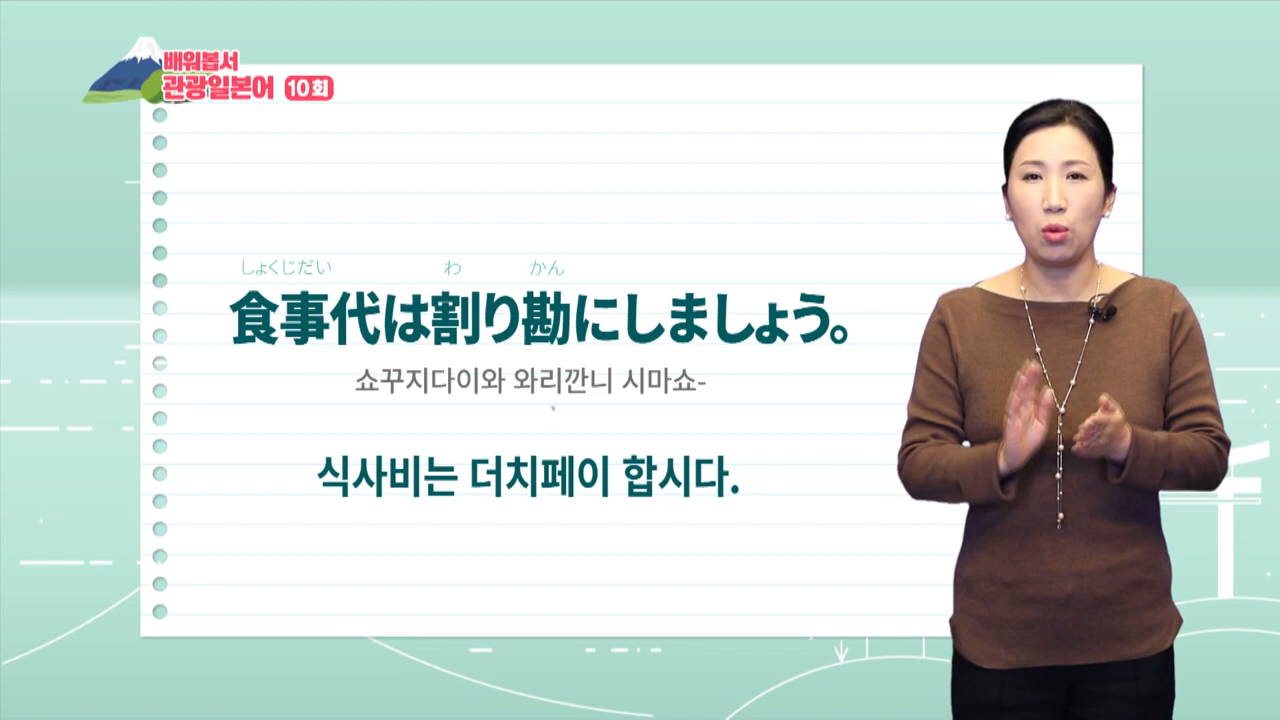 배워봅서
관광일본어 10회
しょくじだい わ かん
食事代は割り勘にしましょう。
쇼꾸지다이와 와리깐니 시마쇼-
식사비는 더치페이 합시다.